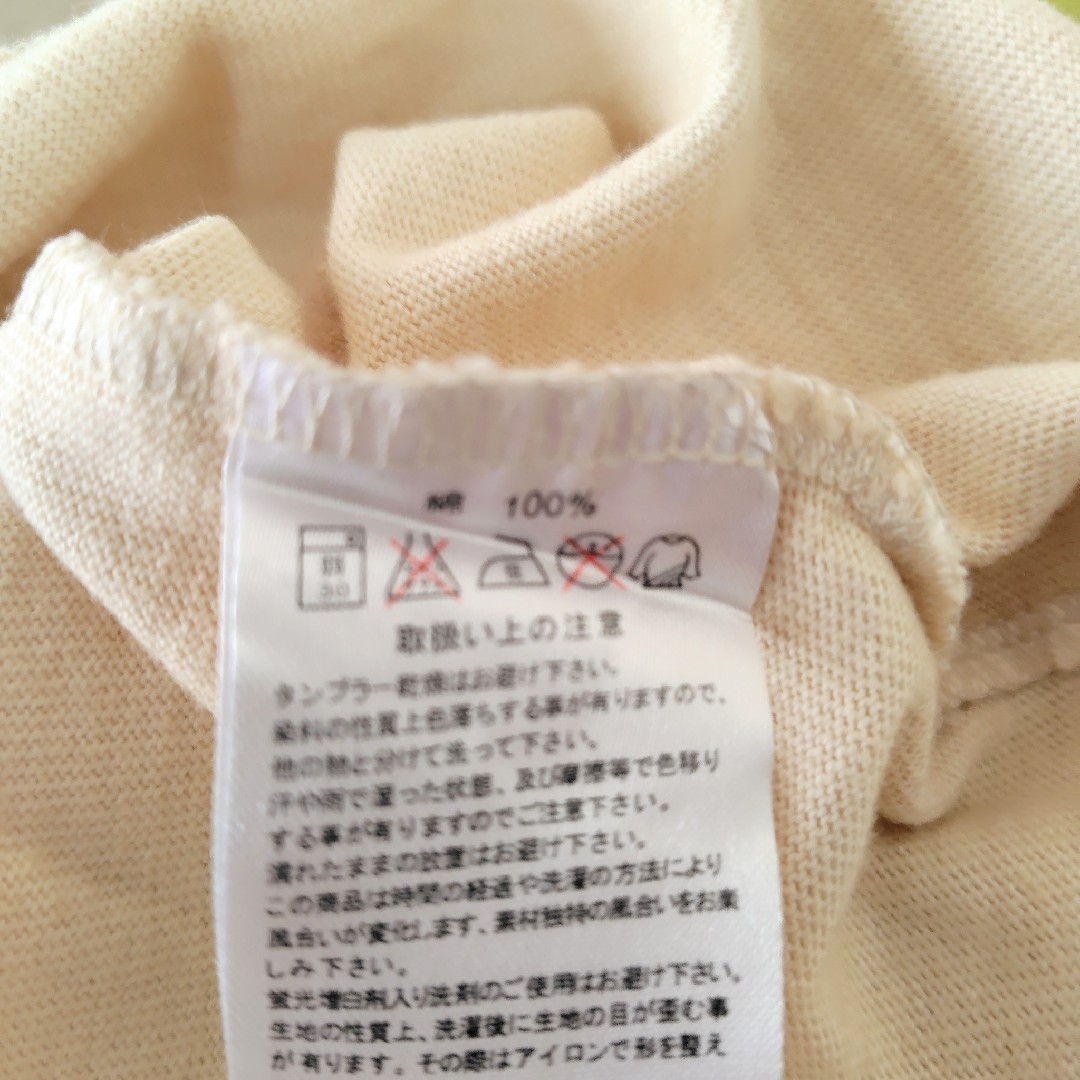 綿 100%
取扱い上の注意
タンブラー乾燥はお避け下さい。
染料の性質上色落ちする事が有りますので、
他の物と分けて洗って下さい。
汗や雨で湿った状態、及び摩擦等で色移り
する事が有りますのでご注意下さい。
濡れたままの放置はお避け下さい。
この商品は時間の経過や洗濯の方法により
風合いが変化します、素材独特の風合いをお楽
しみ下さい。
蛍光増白剤入り洗剤のご使用はお避け下さい。
生地の性質上、洗濯後に生地の目が歪む事
が有ります。その際はアイロンで形を整え